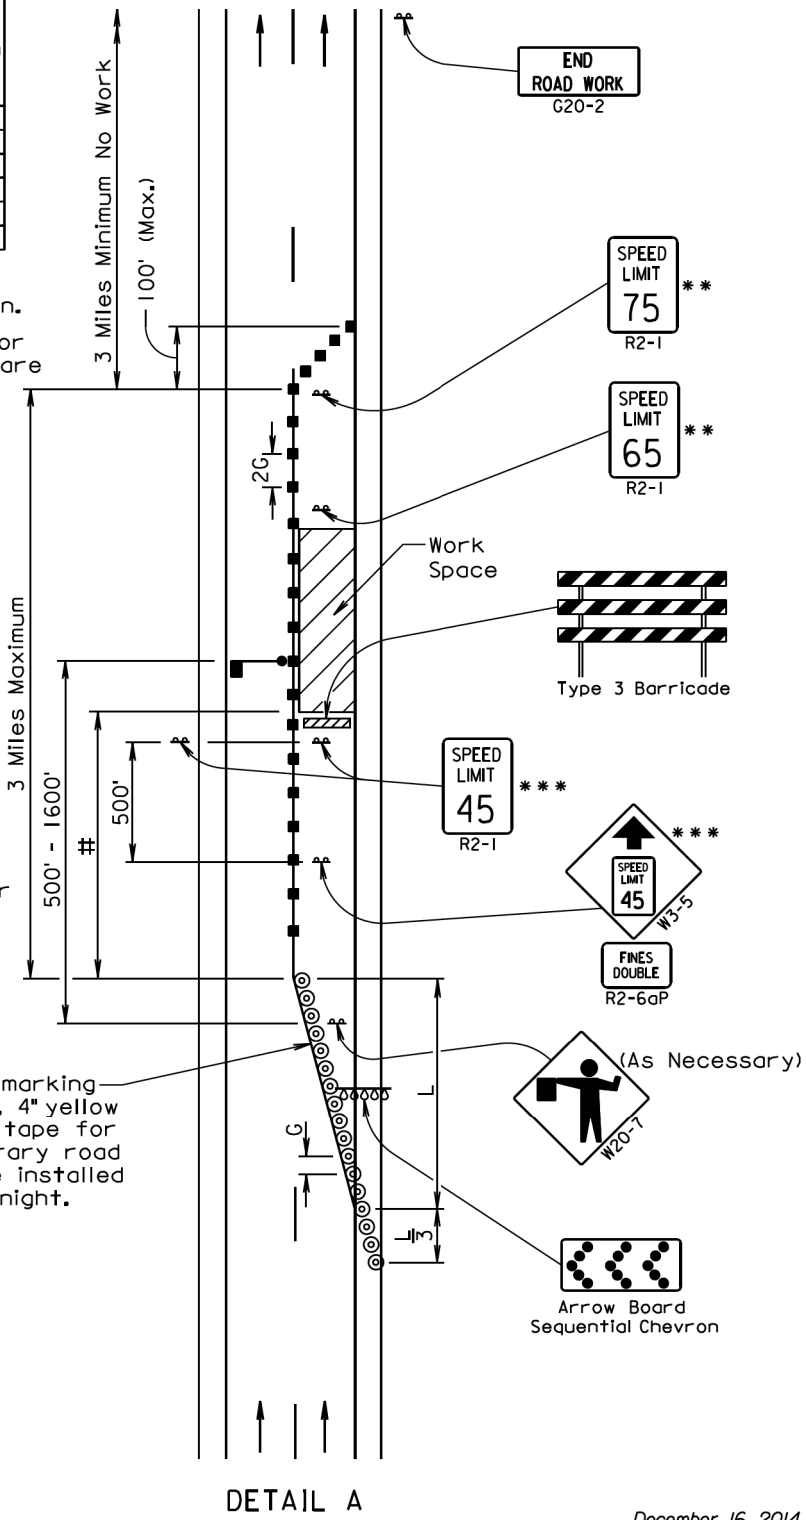 END
ROAD WORK
G20-2
3 Miles Minimum No Work
100' (Max.)
SPEED
LIMIT
75
**
R2-1
n.
or
are
SPEED
LIMIT
65
**
R2-1
2G
Work
Space
Type 3 Barricade
3 Miles Maximum
500' - 1600'
#
500'
SPEED
LIMIT
45
***
R2-1
SPEED
LIMIT
45
***
W3-5
FINES
DOUBLE
R2-6aP
r
(As Necessary)
W20-7
marking
, 4" yellow
tape for
rary road
e installed
night.
G
L
L
3
Arrow Board
Sequential Chevron
DETAIL A
December 16, 2014